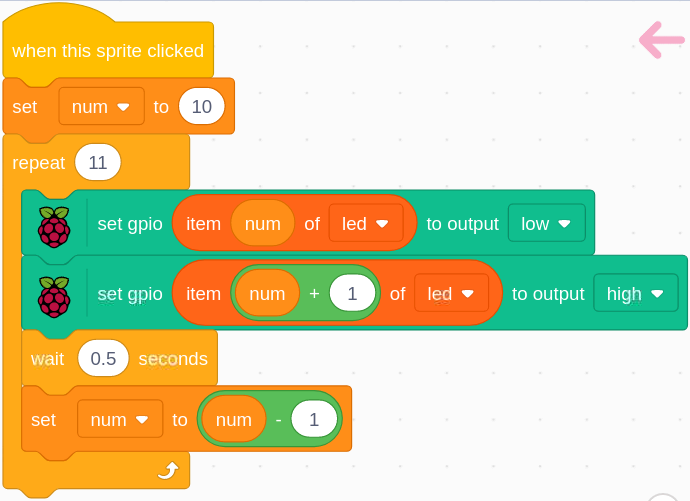 when this sprite clicked
set num to 10
repeat 11
set gpio item num of led to output low
set gpio item num + 1 of led to output high
wait 0.5 seconds
set num to num - 1